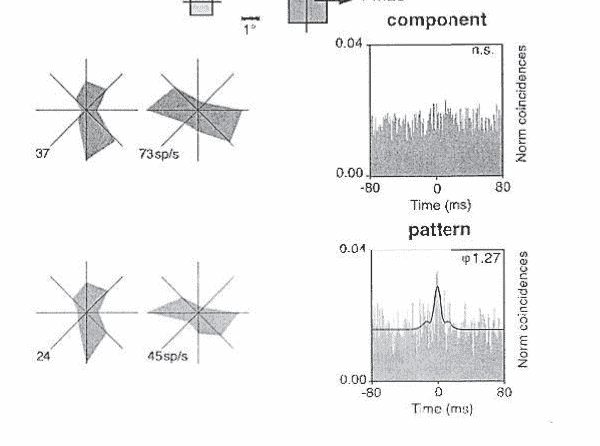 1°
component
0.04
n.s.
Norm coincidences
37
73sp/s
0.00
-80
0
80
Time (ms)
pattern
0.04
φ1.27
Norm coincidences
24
45sp/s
0.00
-80
0
80
Time (ms)